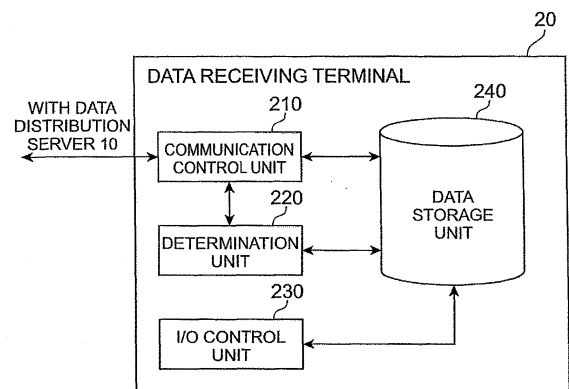 20
DATA RECEIVING TERMINAL
WITH DATA
DISTRIBUTION
SERVER 10
210
COMMUNICATION
CONTROL UNIT
240
DATA
STORAGE
UNIT
220
DETERMINATION
UNIT
230
I/O CONTROL
UNIT